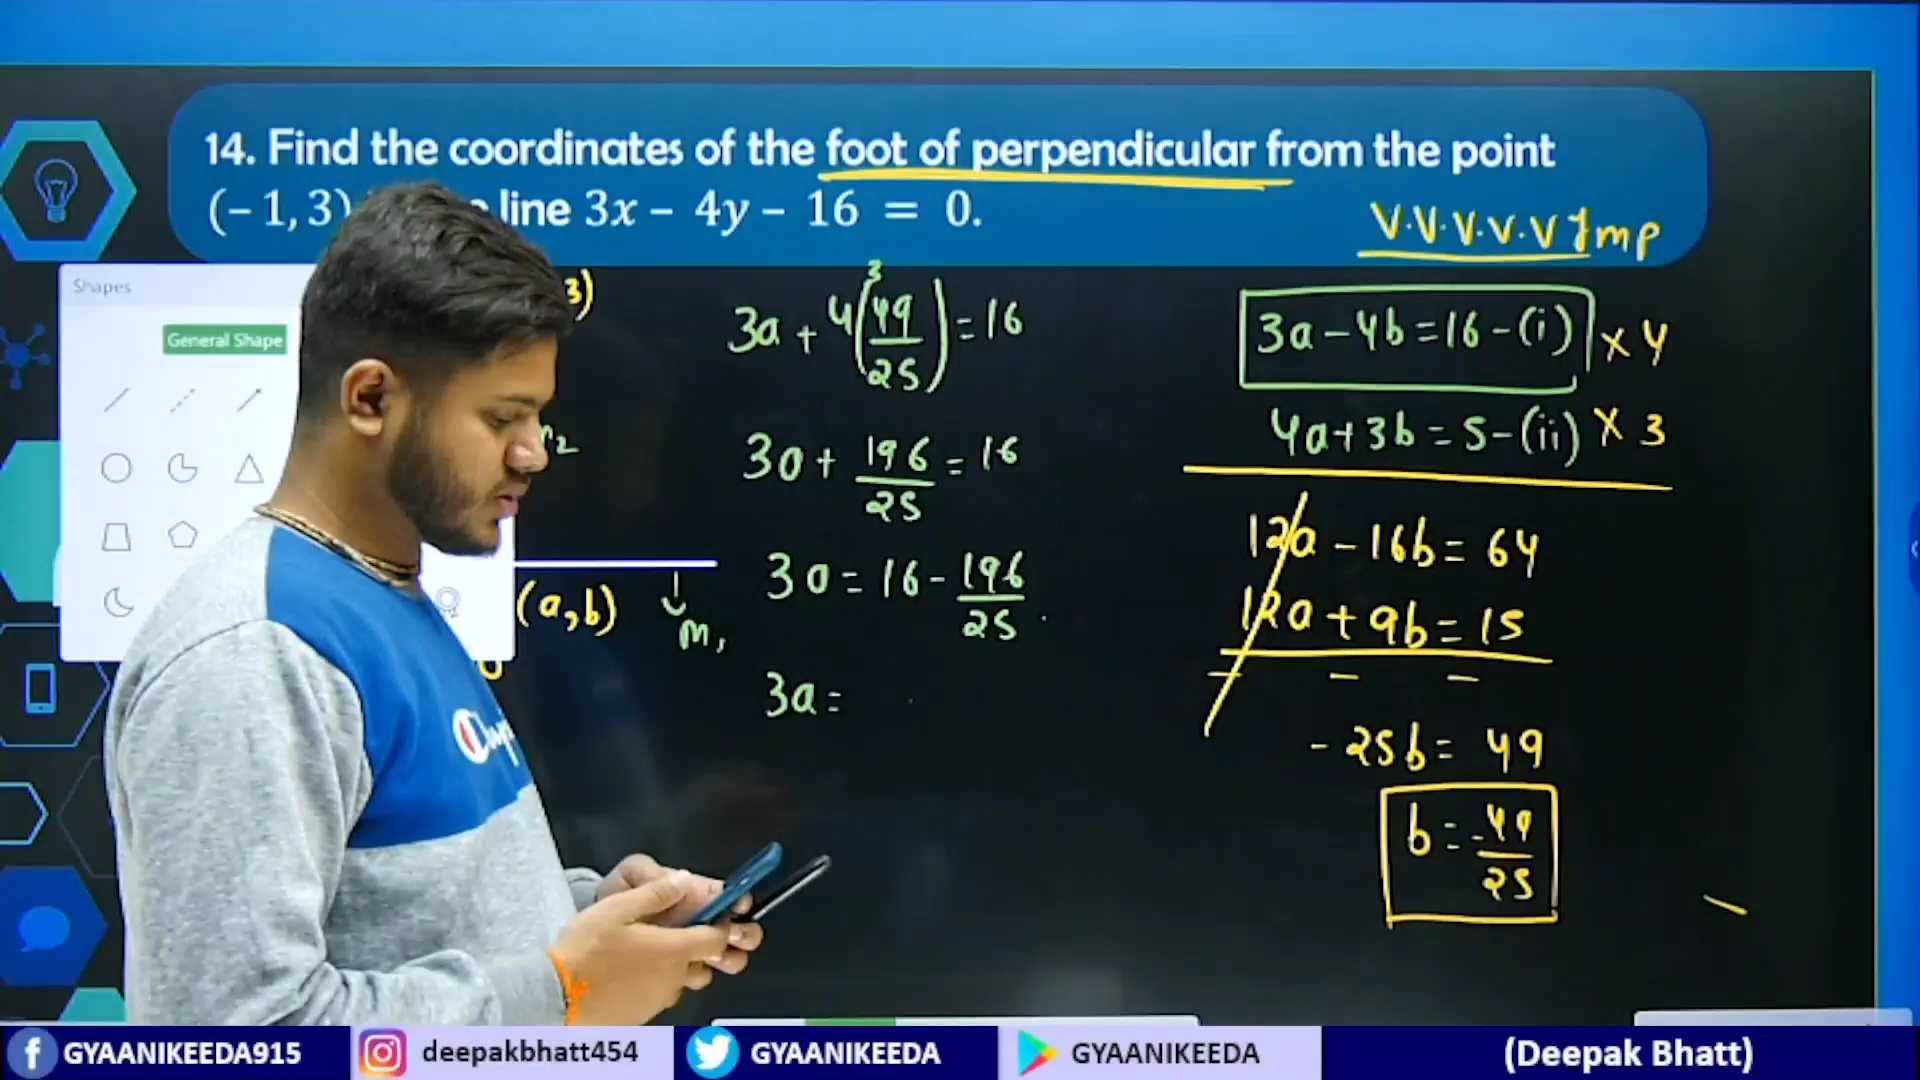 14. Find the coordinates of the foot of perpendicular from the point
(– 1, 3) line 3x – 4y – 16 = 0.
V.V.V.V.V Imp
Shapes
General Shape
3)
(a,b)
m₁
3a + 4(49/25) = 16
3a + 196/25 = 16
3a = 16 - 196/25
3a =
3a - 4b = 16 - (i) × 4
4a + 3b = 5 - (ii) × 3
12a - 16b = 64
12a + 9b = 15
- - -
- 25b = 49
b = -49/25
GYAANIKEEDA915
deepakbhatt454
GYAANIKEEDA
GYAANIKEEDA
(Deepak Bhatt)